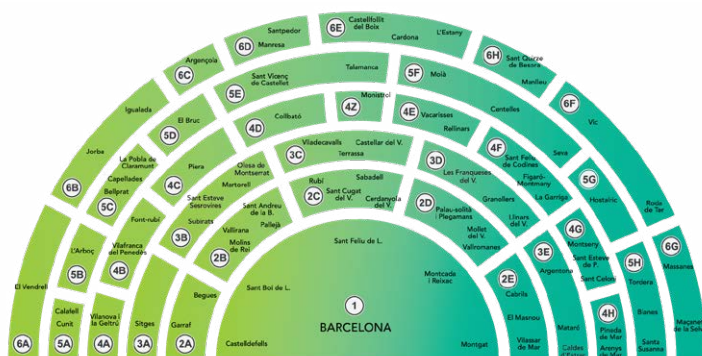 6E
Castellfollit
del Boix
Cardona
L'Estany
Santpedor
6D
Manresa
6H
Sant Quirze
de Besora
Manlleu
6C
Argençola
6F
Vic
Roda
de Ter
Igualada
Jorba
6B
El Vendrell
6A
6G
Massanes
Maçanet
de la Selva
5E
Sant Vicenç
de Castellet
Talamanca
5F
Moià
Centelles
Seva
5D
El Bruc
5G
Hostalric
La Pobla de
Claramunt
Capellades
Bellprat
5C
L'Arboç
5B
Calafell
Cunit
5A
5H
Tordera
Blanes
Santa
Susanna
4D
Collbató
4Z
Monistrol
4E
Vacarisses
Rellinars
4F
Sant Feliu
de Codines
Figaró-
Montmany
La Garriga
Piera
4C
Font-rubí
Vilafranca
del Penedès
4B
Vilanova i
la Geltrú
4A
4G
Montseny
Sant Esteve
de P.
Sant Celoni
4H
Pineda
de Mar
Arenys
de Mar
3C
Viladecavalls
Terrassa
Castellar del V.
3D
Les Franqueses
del V.
Granollers
Llinars
del V.
Olesa de
Montserrat
Martorell
Sant Esteve
Sesrovires
Subirats
3B
Sitges
3A
3E
Argentona
Mataró
Caldes
2C
Rubí
Sabadell
Sant Cugat
del V.
Cerdanyola
del V.
2D
Palau-solità
i Plegamans
Mollet
del V.
Vallromanes
Sant Andreu
de la B.
Pallejà
Vallirana
Molins
de Rei
2B
Begues
Garraf
2A
2E
Cabrils
El Masnou
Vilassar
de Mar
Sant Feliu de L.
Montcada
i Reixac
Sant Boi de L.
1
BARCELONA
Castelldefels
Montgat